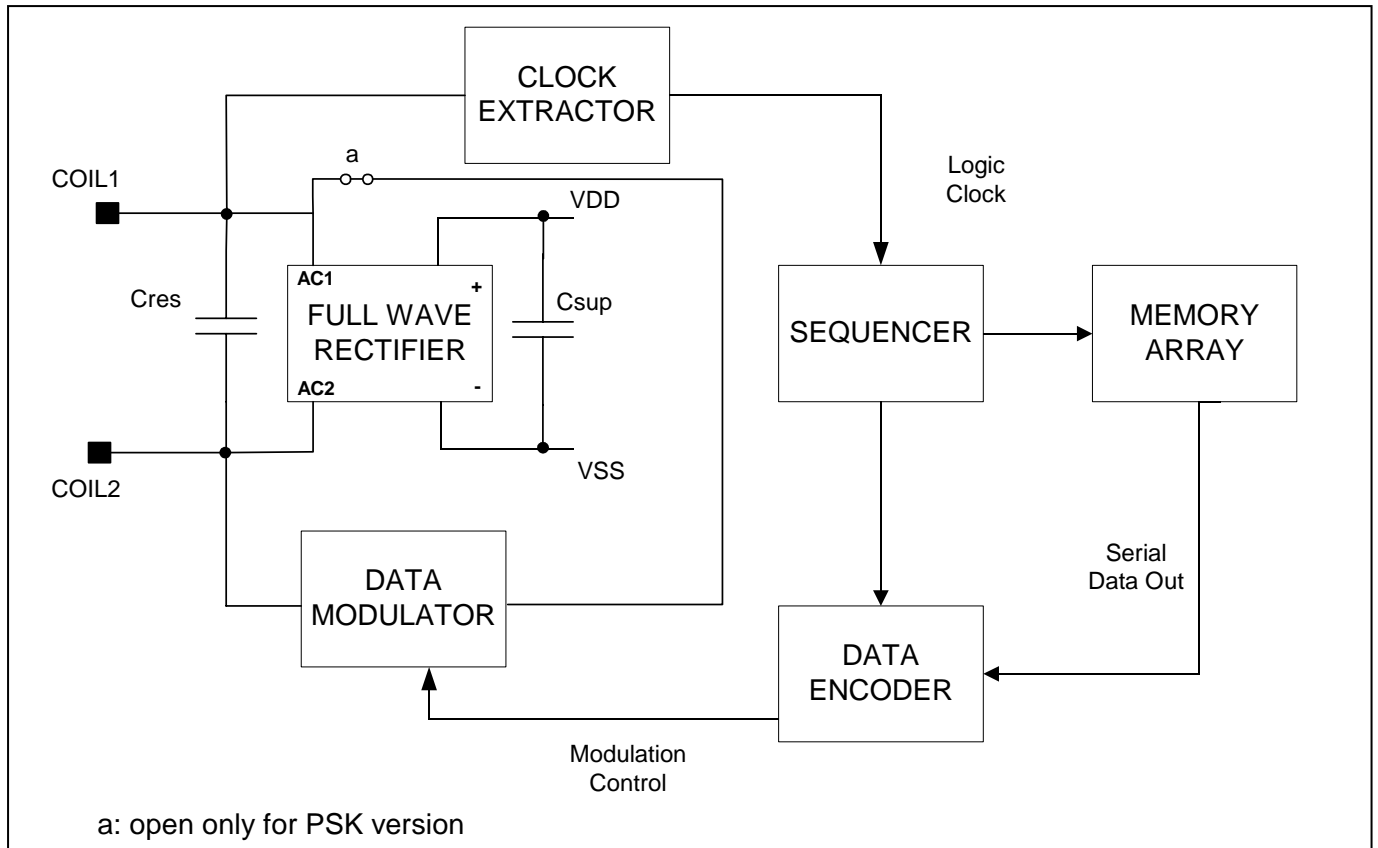 CLOCK
EXTRACTOR
a
COIL1
Logic
Clock
VDD
AC1
+
Cres
FULL WAVE
RECTIFIER
Csup
SEQUENCER
MEMORY
ARRAY
AC2
-
VSS
COIL2
DATA
MODULATOR
Serial
Data Out
DATA
ENCODER
Modulation
Control
a: open only for PSK version